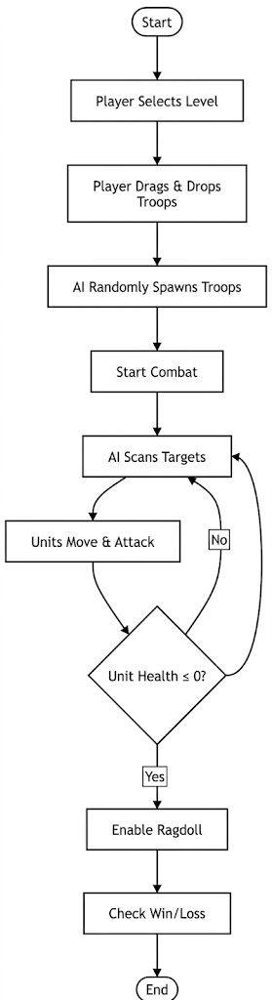 Start
Player Selects Level
Player Drags & Drops
Troops
AI Randomly Spawns Troops
Start Combat
AI Scans Targets
Units Move & Attack
No
Unit Health ≤ 0?
Yes
Enable Ragdoll
Check Win/Loss
End